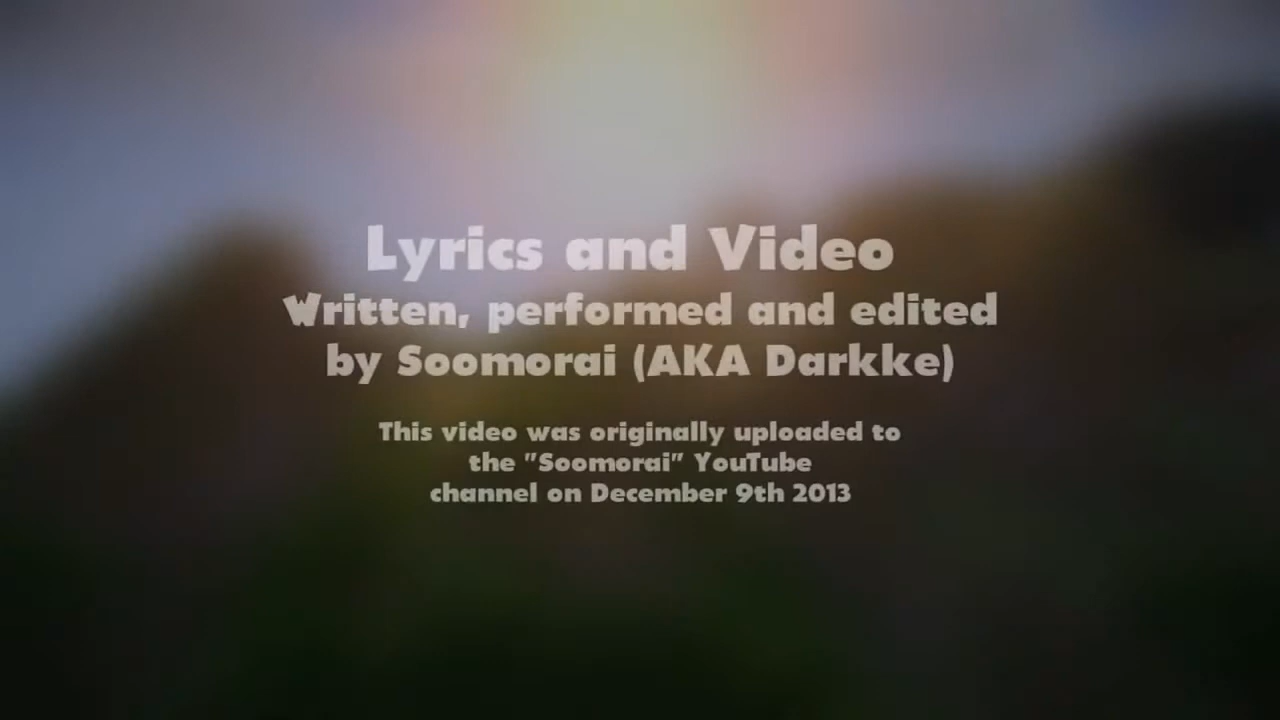 Lyrics and Video
Written, performed and edited
by Soomorai (AKA Darkke)
This video was originally uploaded to
the "Soomorai" YouTube
channel on December 9th 2013